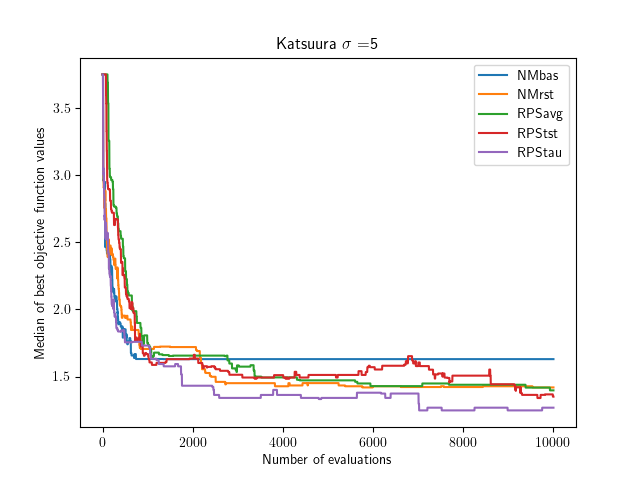 Katsuura σ =5
NMbas
NMrst
RPSavg
RPStst
RPStau
Median of best objective function values
3.5
3.0
2.5
2.0
1.5
0
2000
4000
6000
8000
10000
Number of evaluations